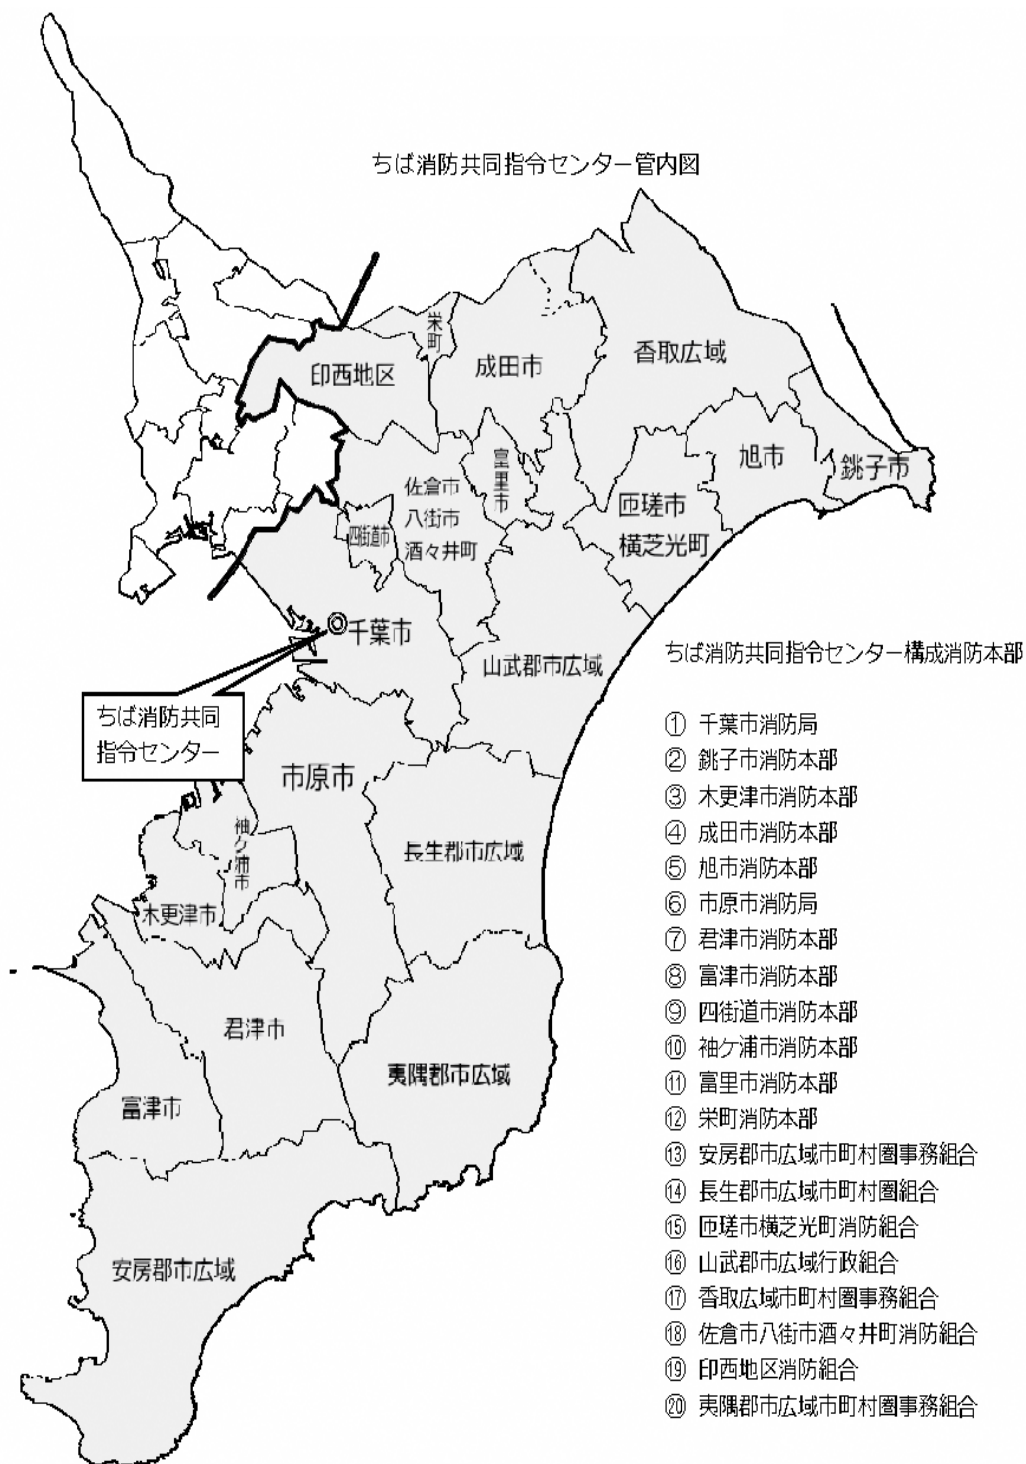 ちば消防共同指令センター管内図
栄町
印西地区
成田市
香取広域
富里市
旭市
銚子市
佐倉市
八街市
酒々井町
四街道市
匝瑳市
横芝光町
千葉市
山武郡市広域
ちば消防共同
指令センター
市原市
袖ケ浦市
長生郡市広域
木更津市
君津市
夷隅郡市広域
富津市
安房郡市広域
ちば消防共同指令センター構成消防本部
① 千葉市消防局
② 銚子市消防本部
③ 木更津市消防本部
④ 成田市消防本部
⑤ 旭市消防本部
⑥ 市原市消防局
⑦ 君津市消防本部
⑧ 富津市消防本部
⑨ 四街道市消防本部
⑩ 袖ケ浦市消防本部
⑪ 富里市消防本部
⑫ 栄町消防本部
⑬ 安房郡市広域市町村圏事務組合
⑭ 長生郡市広域市町村圏組合
⑮ 匝瑳市横芝光町消防組合
⑯ 山武郡市広域行政組合
⑰ 香取広域市町村圏事務組合
⑱ 佐倉市八街市酒々井町消防組合
⑲ 印西地区消防組合
⑳ 夷隅郡市広域市町村圏事務組合